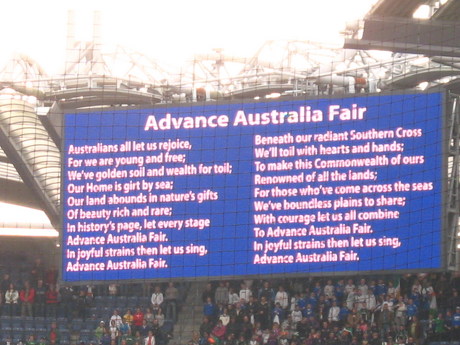 Advance Australia Fair
Australians all let us rejoice,
For we are young and free;
We've golden soil and wealth for toil;
Our Home is girt by sea;
Our land abounds in nature's gifts
Of beauty rich and rare;
In history's page, let every stage
Advance Australia Fair.
In joyful strains then let us sing,
Advance Australia Fair.
Beneath our radiant Southern Cross
We'll toil with hearts and hands;
To make this Commonwealth of ours
Renowned of all the lands;
For those who've come across the seas
We've boundless plains to share;
With courage let us all combine
To Advance Australia Fair.
In joyful strains then let us sing,
Advance Australia Fair.